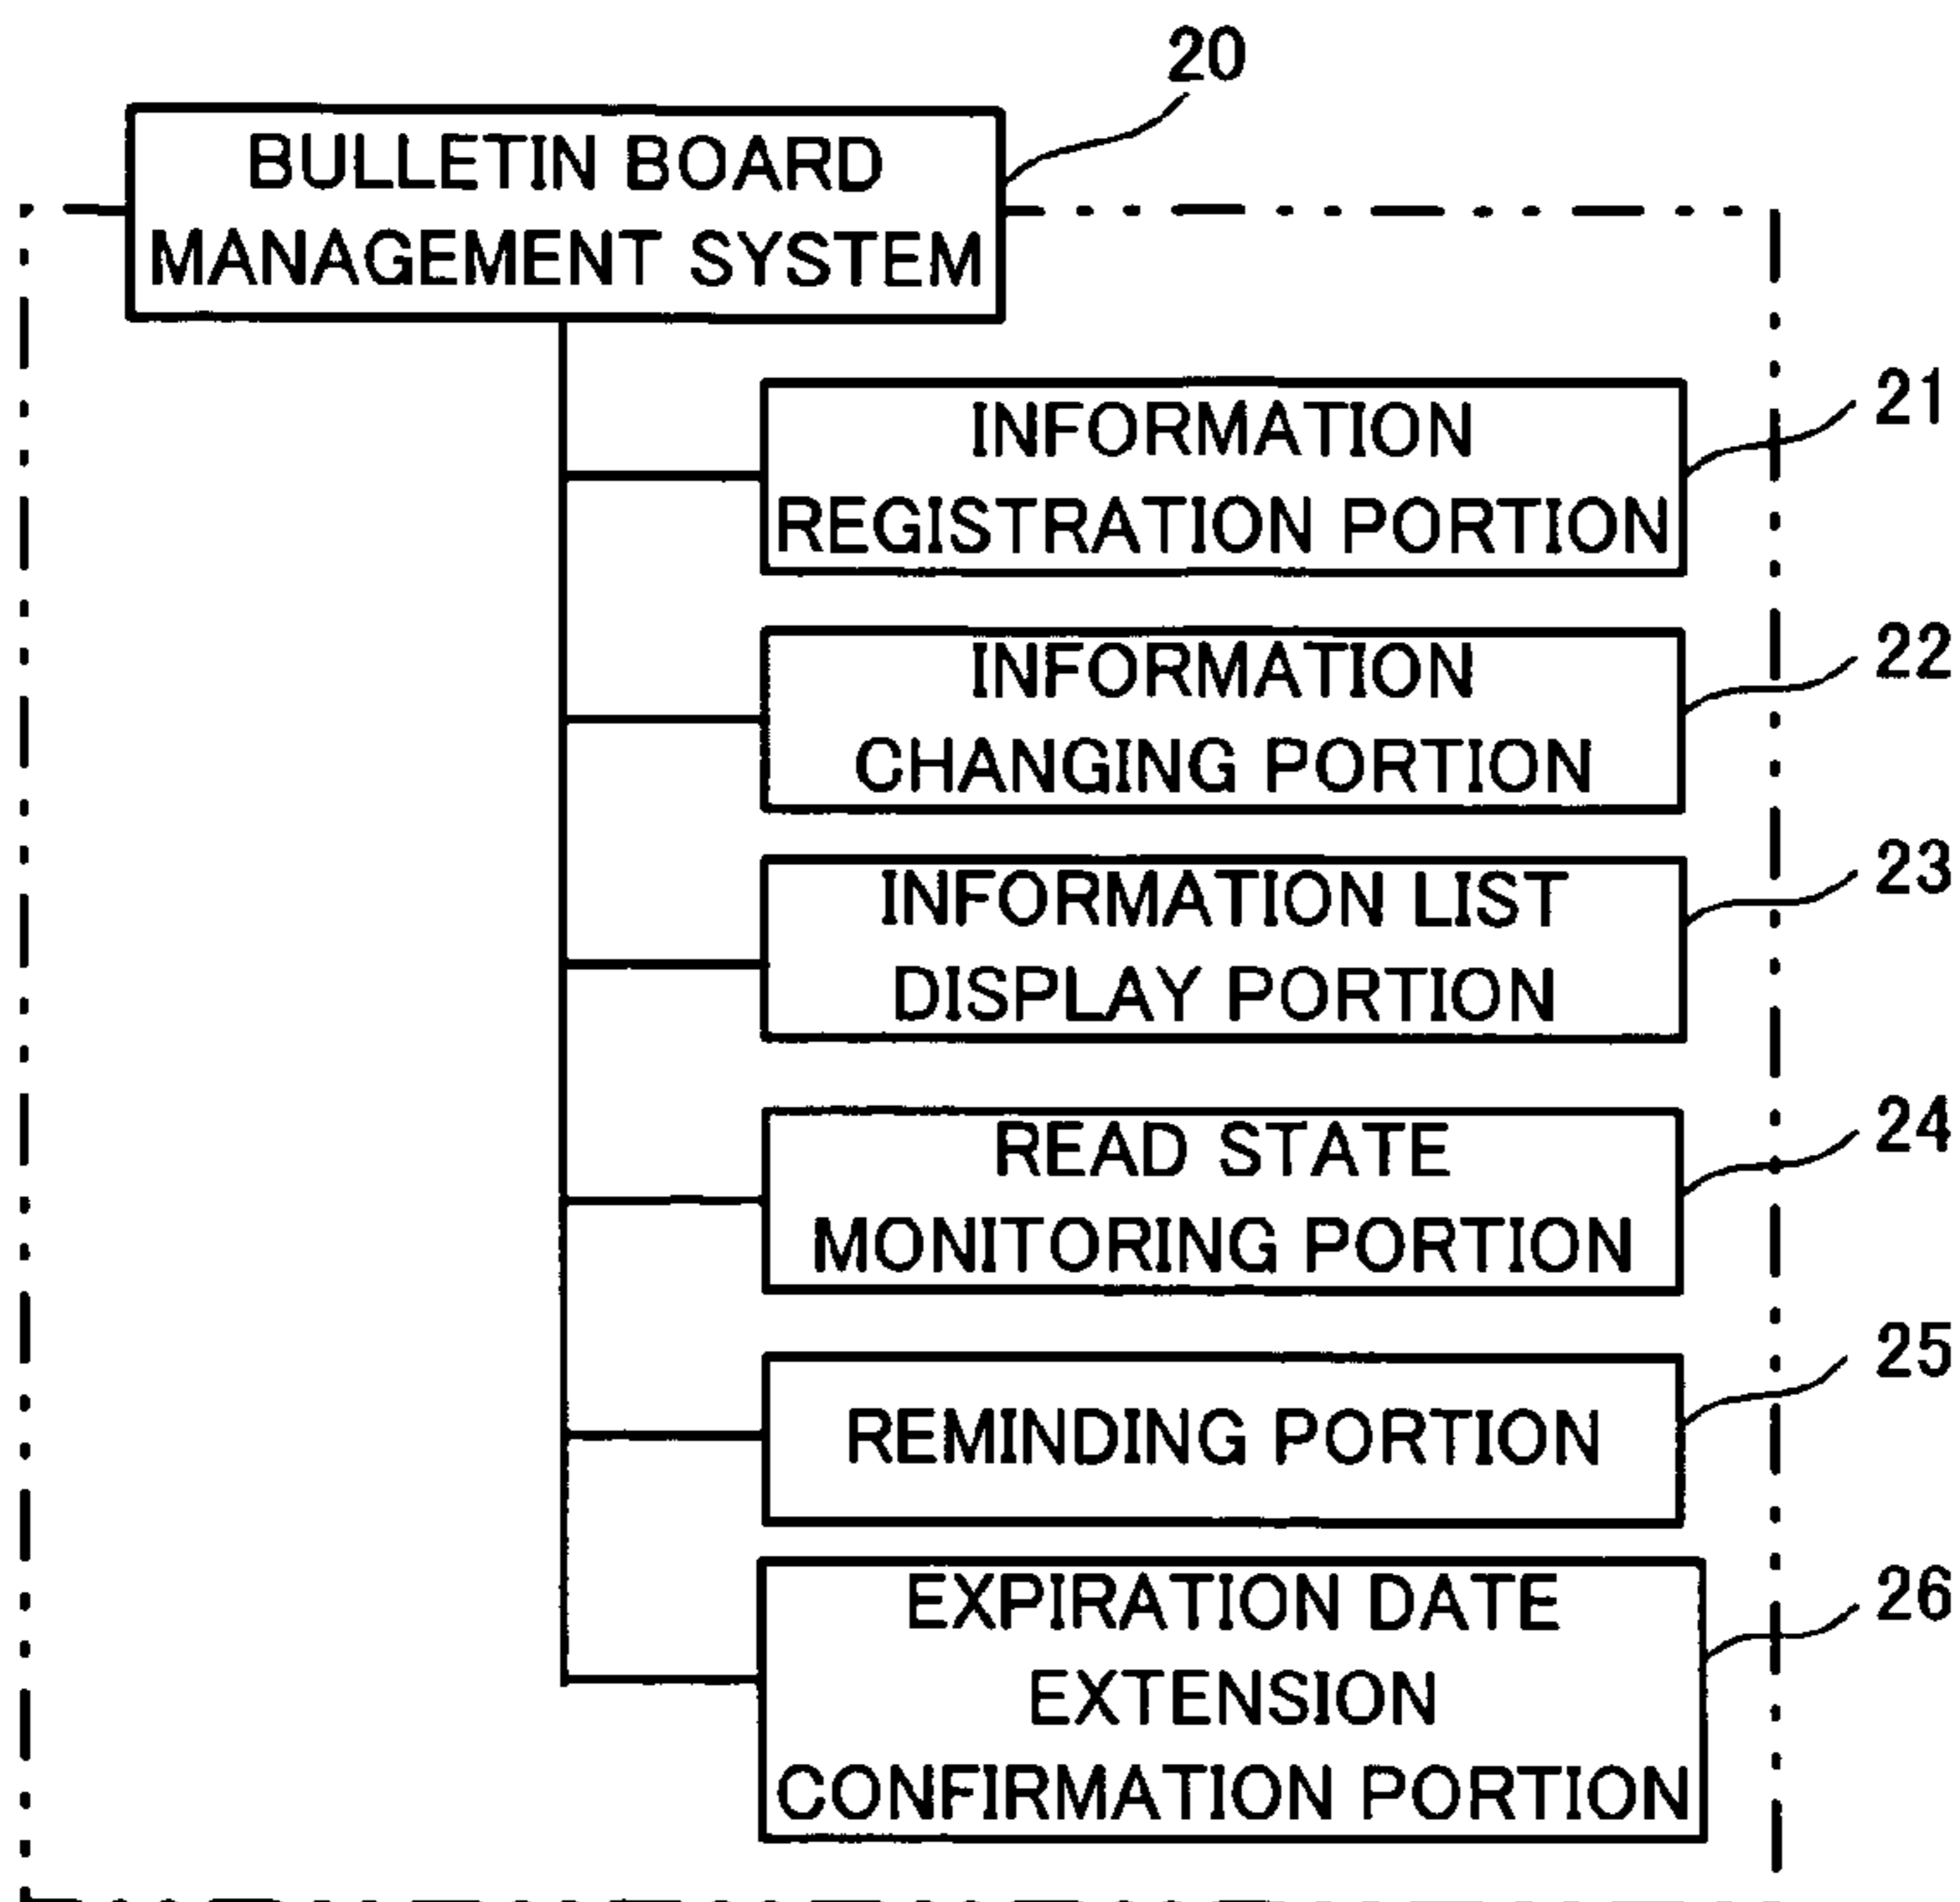 20
BULLETIN BOARD
MANAGEMENT SYSTEM
21
INFORMATION
REGISTRATION PORTION
22
INFORMATION
CHANGING PORTION
23
INFORMATION LIST
DISPLAY PORTION
24
READ STATE
MONITORING PORTION
25
REMINDING PORTION
26
EXPIRATION DATE
EXTENSION
CONFIRMATION PORTION